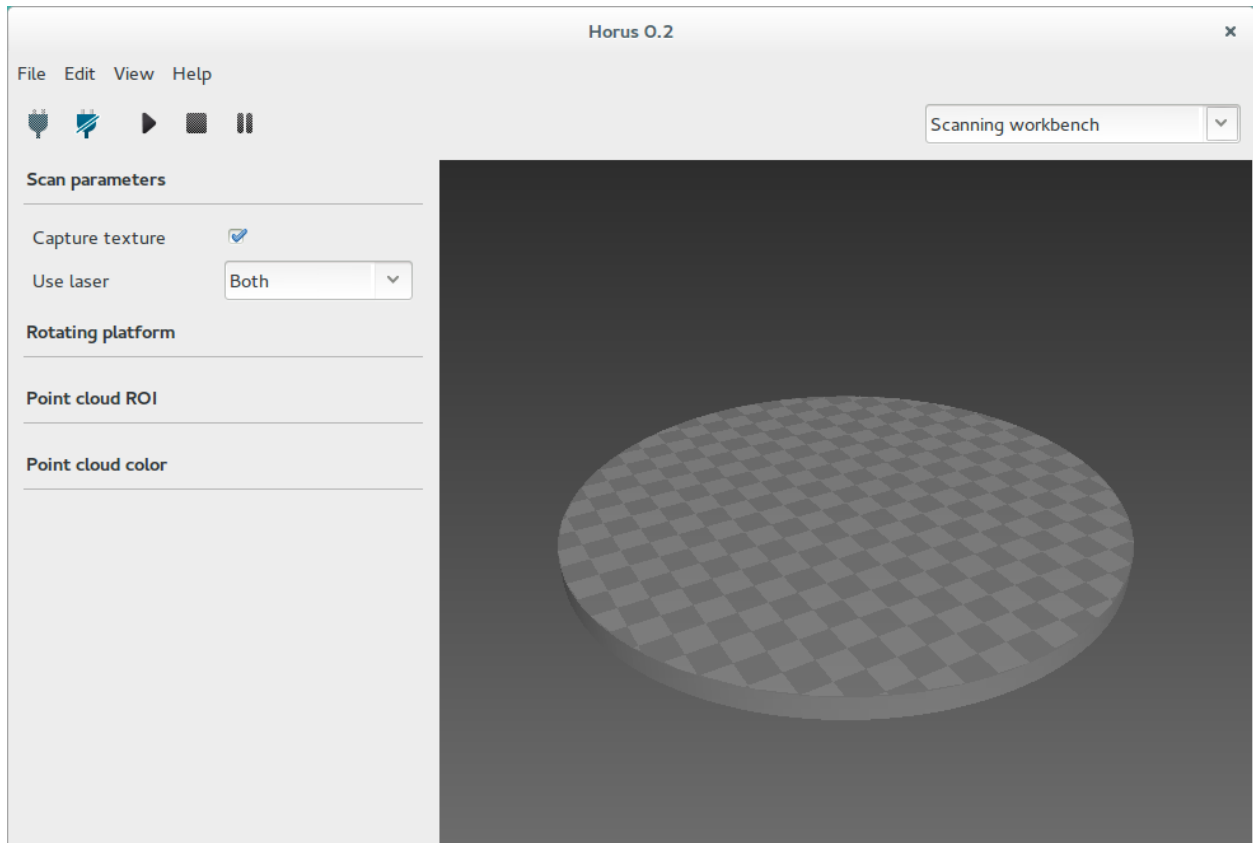 Horus 0.2
File Edit View Help
Scanning workbench
Scan parameters
Capture texture
Use laser Both
Rotating platform
Point cloud ROI
Point cloud color